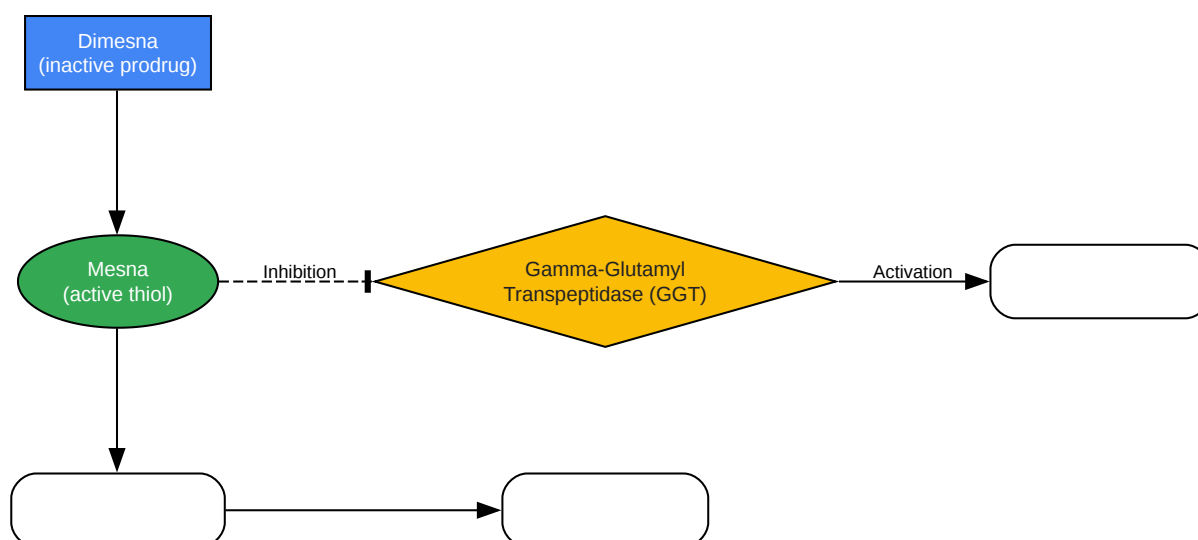 Dimesna
(inactive prodrug)
Mesna
(active thiol)
Inhibition
Gamma-Glutamyl
Transpeptidase (GGT)
Activation